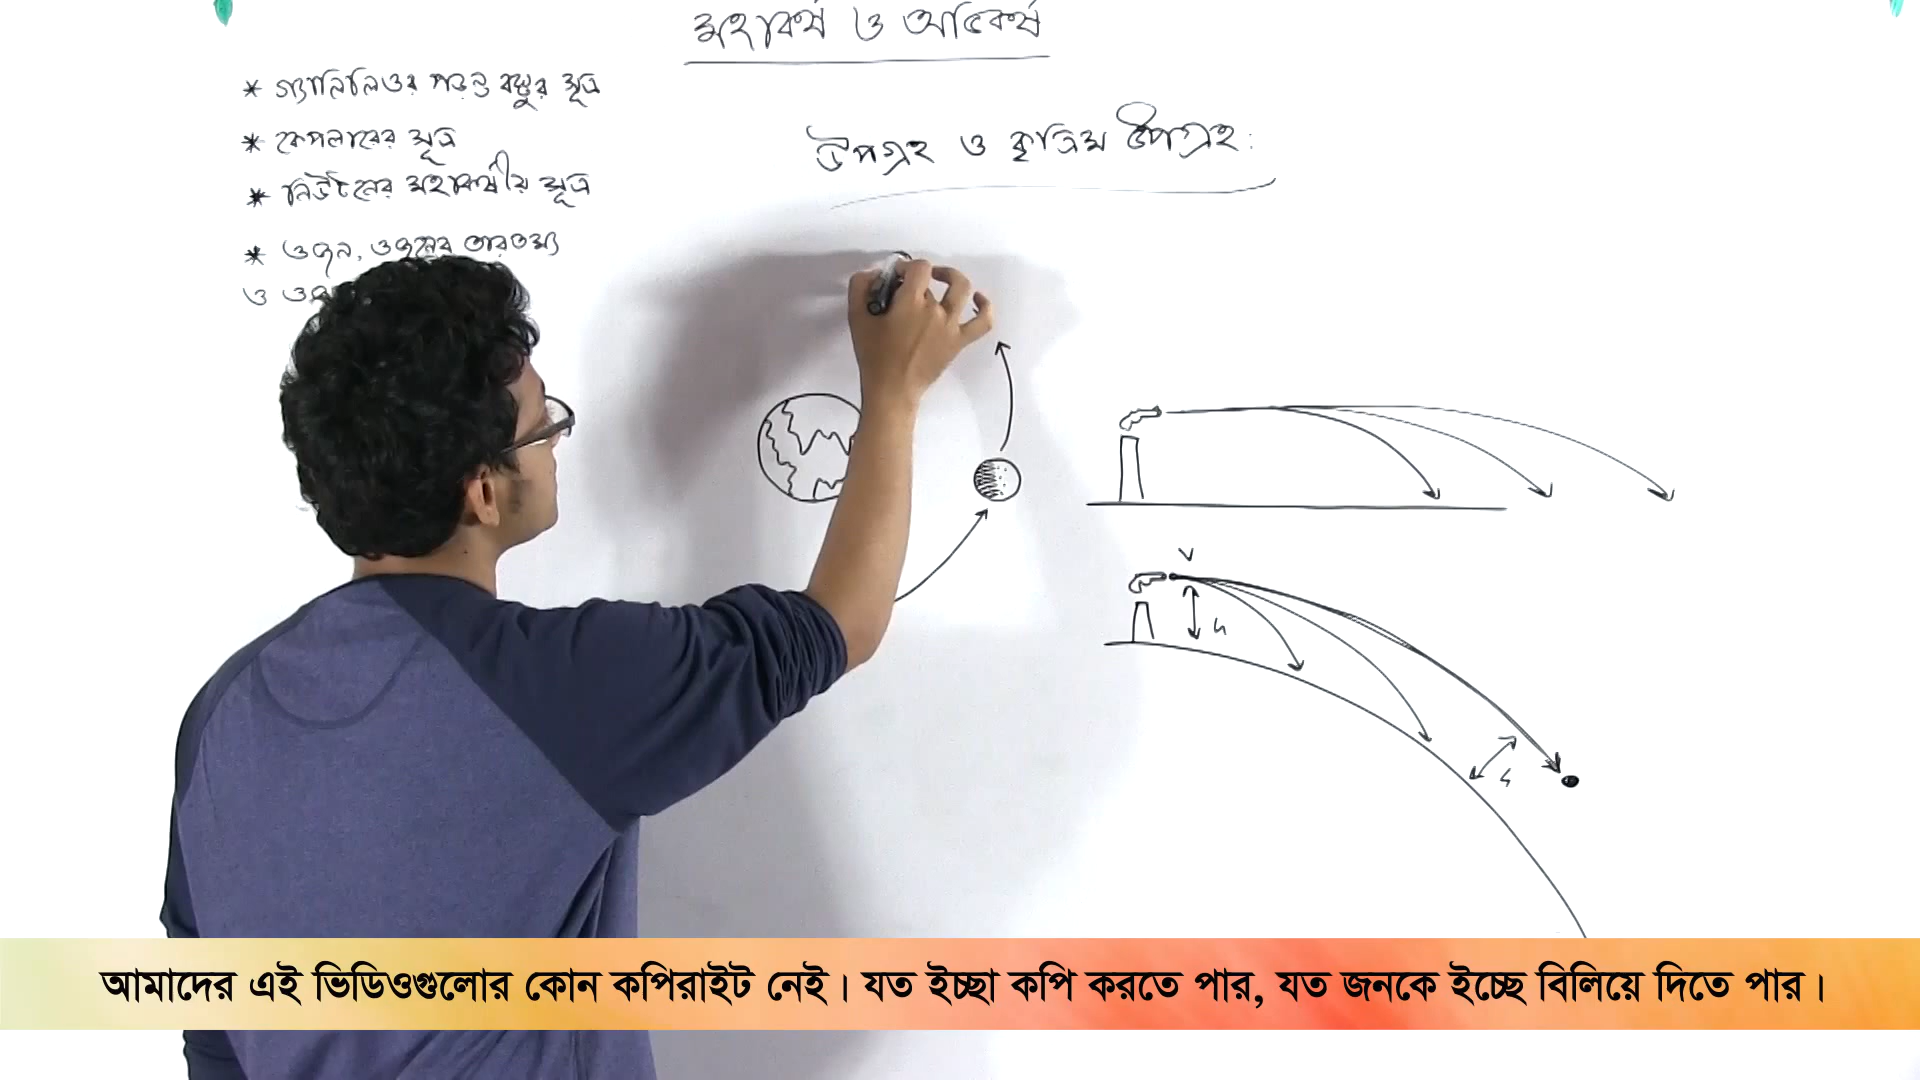 মহাকর্ষ ও অভিকর্ষ
* গ্যালিলিওর পড়ন্ত বস্তুর সূত্র
* কেপলারের সূত্র
* নিউটনের মহাকর্ষীয় সূত্র
* ওজন, ওজনের তারতম্য
ও
উপগ্রহ ও কৃত্রিম উপগ্রহ:
v
h
h
আমাদের এই ভিডিওগুলোর কোন কপিরাইট নেই। যত ইচ্ছা কপি করতে পার, যত জনকে ইচ্ছে বিলিয়ে দিতে পার।